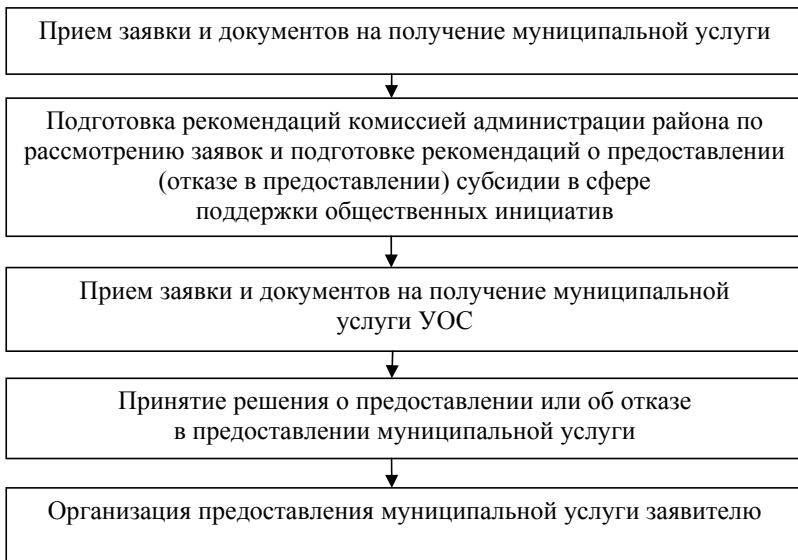 Прием заявки и документов на получение муниципальной услуги
Подготовка рекомендаций комиссией администрации района по
рассмотрению заявок и подготовке рекомендаций о предоставлении
(отказе в предоставлении) субсидии в сфере
поддержки общественных инициатив
Прием заявки и документов на получение муниципальной
услуги УОС
Принятие решения о предоставлении или об отказе
в предоставлении муниципальной услуги
Организация предоставления муниципальной услуги заявителю